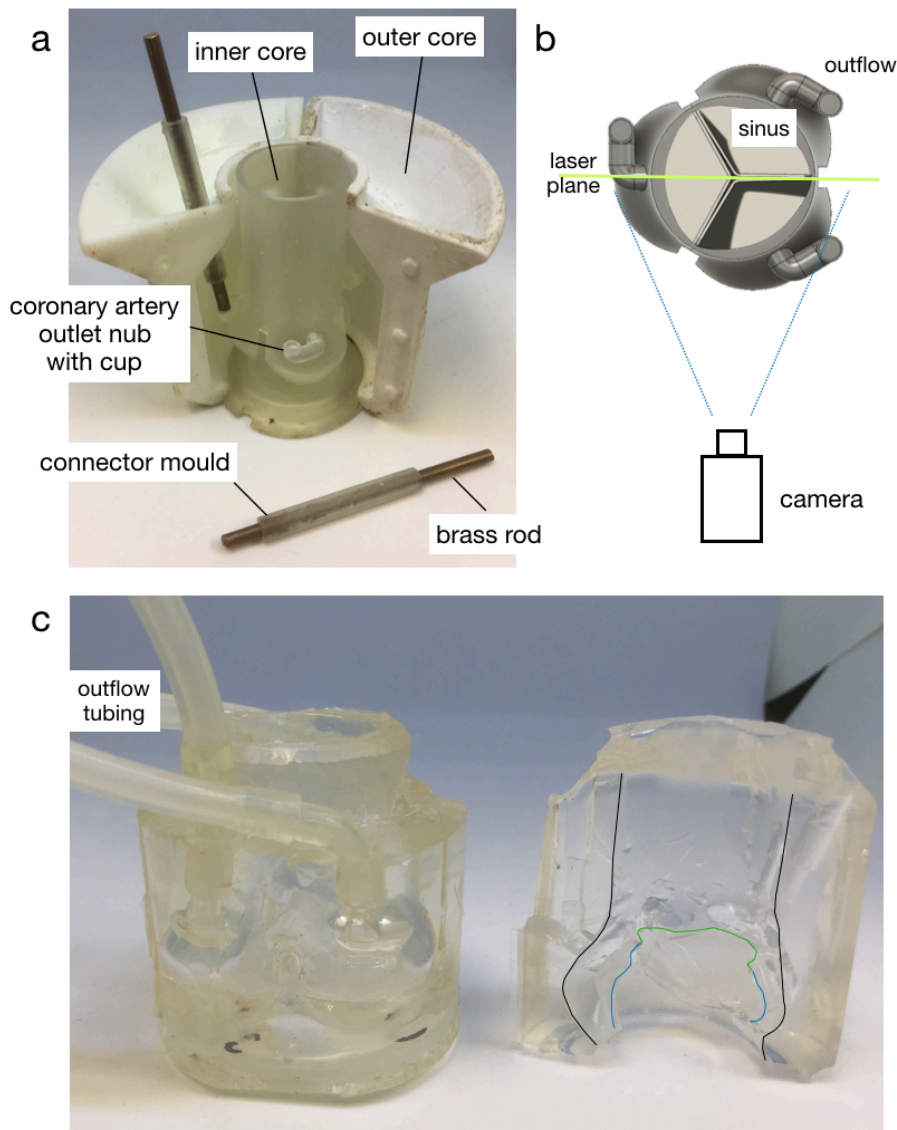 a
inner core
outer core
coronary artery
outlet nub
with cup
connector mould
brass rod
b
outflow
sinus
laser
plane
camera
c
outflow
tubing